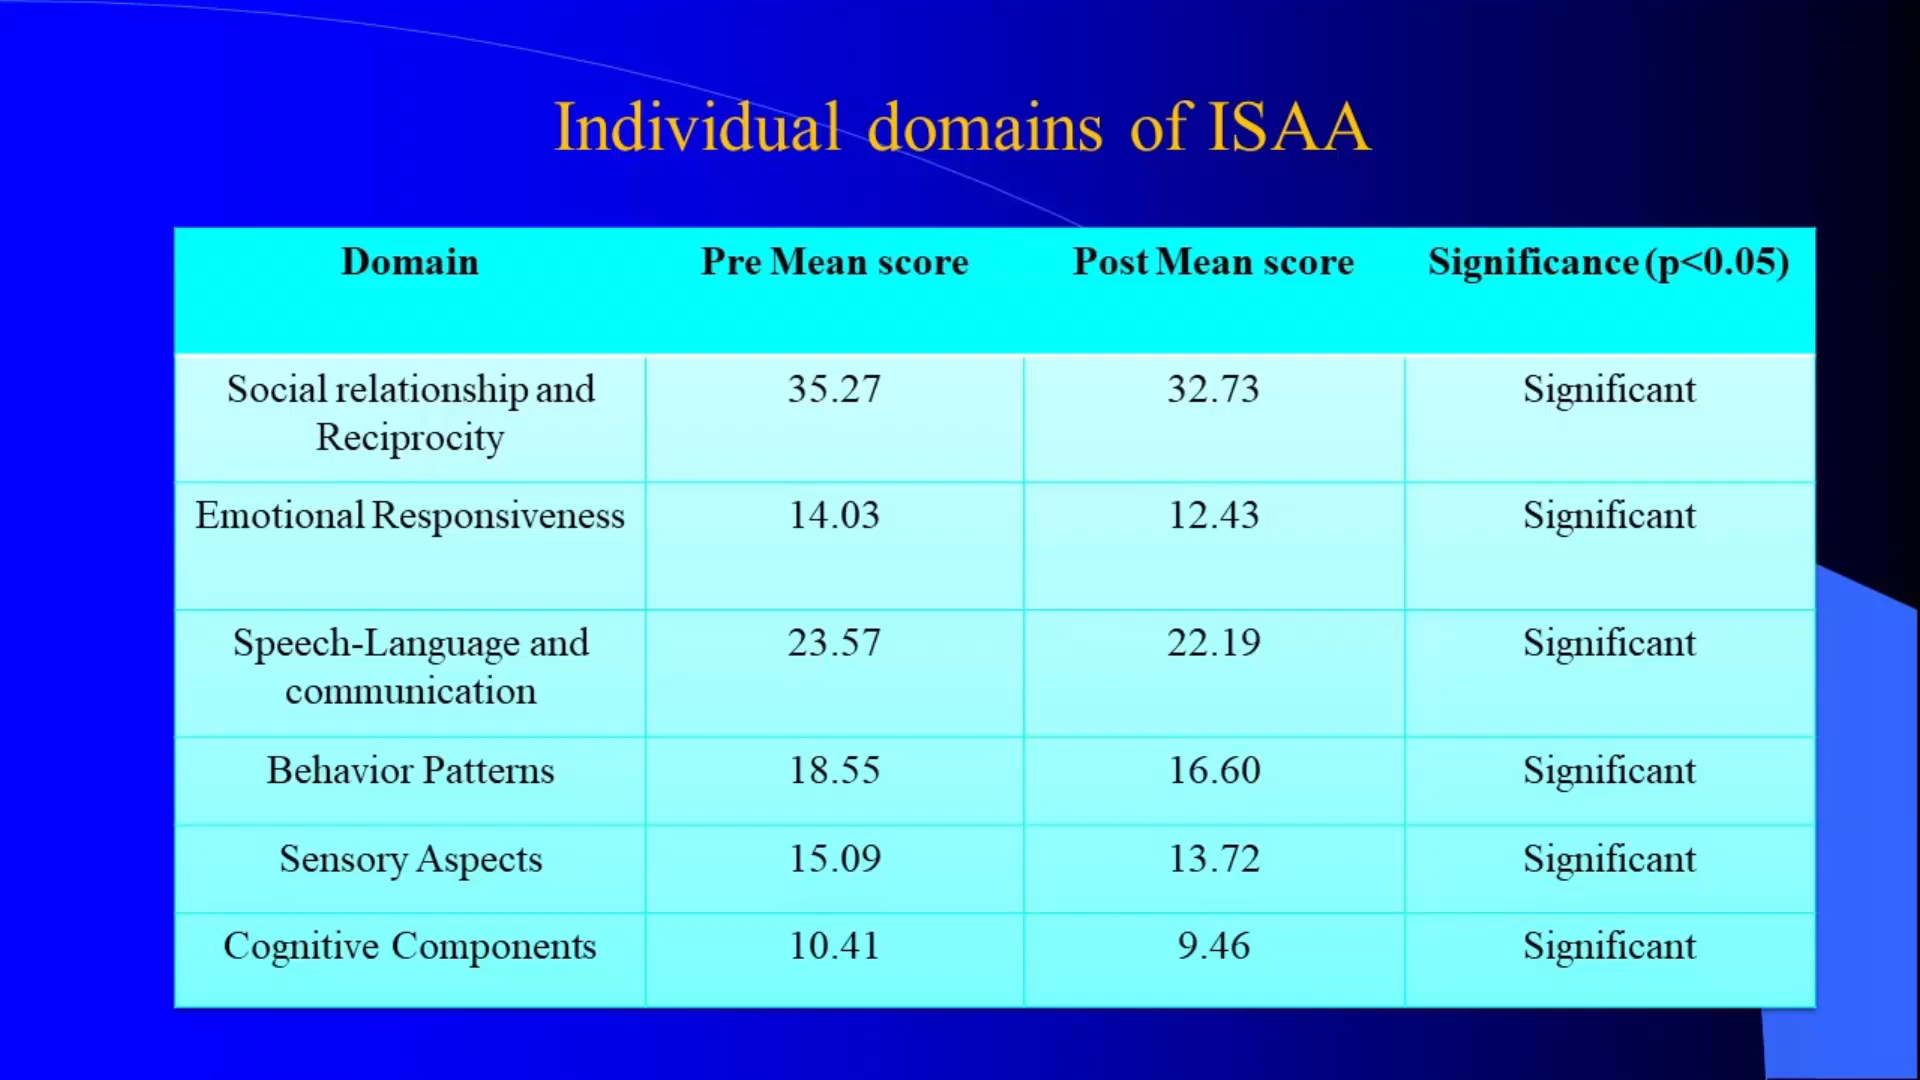 Individual domains of ISAA
Domain Pre Mean score Post Mean score Significance (p<0.05)
Social relationship and Reciprocity 35.27 32.73 Significant
Emotional Responsiveness 14.03 12.43 Significant
Speech-Language and communication 23.57 22.19 Significant
Behavior Patterns 18.55 16.60 Significant
Sensory Aspects 15.09 13.72 Significant
Cognitive Components 10.41 9.46 Significant